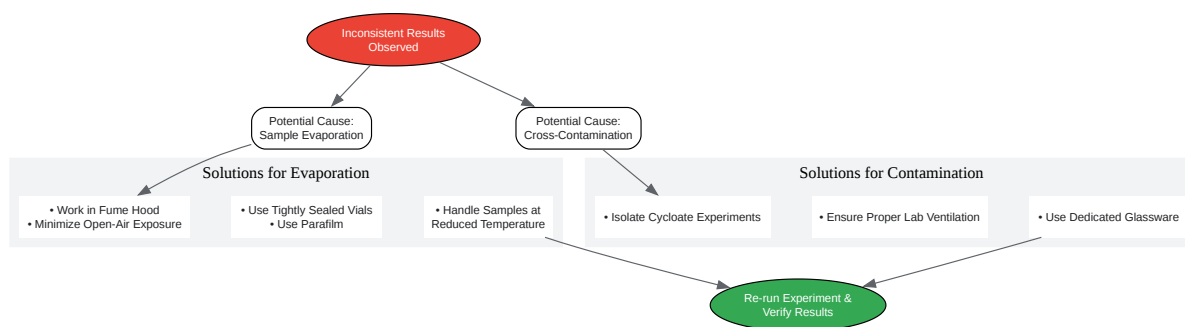 Inconsistent Results
Observed
Potential Cause:
Sample Evaporation
Potential Cause:
Cross-Contamination
Solutions for Evaporation
• Work in Fume Hood
• Minimize Open-Air Exposure
• Use Tightly Sealed Vials
• Use Parafilm
• Handle Samples at
Reduced Temperature
Solutions for Contamination
• Isolate Cycloate Experiments
• Ensure Proper Lab Ventilation
• Use Dedicated Glassware
Re-run Experiment &
Verify Results